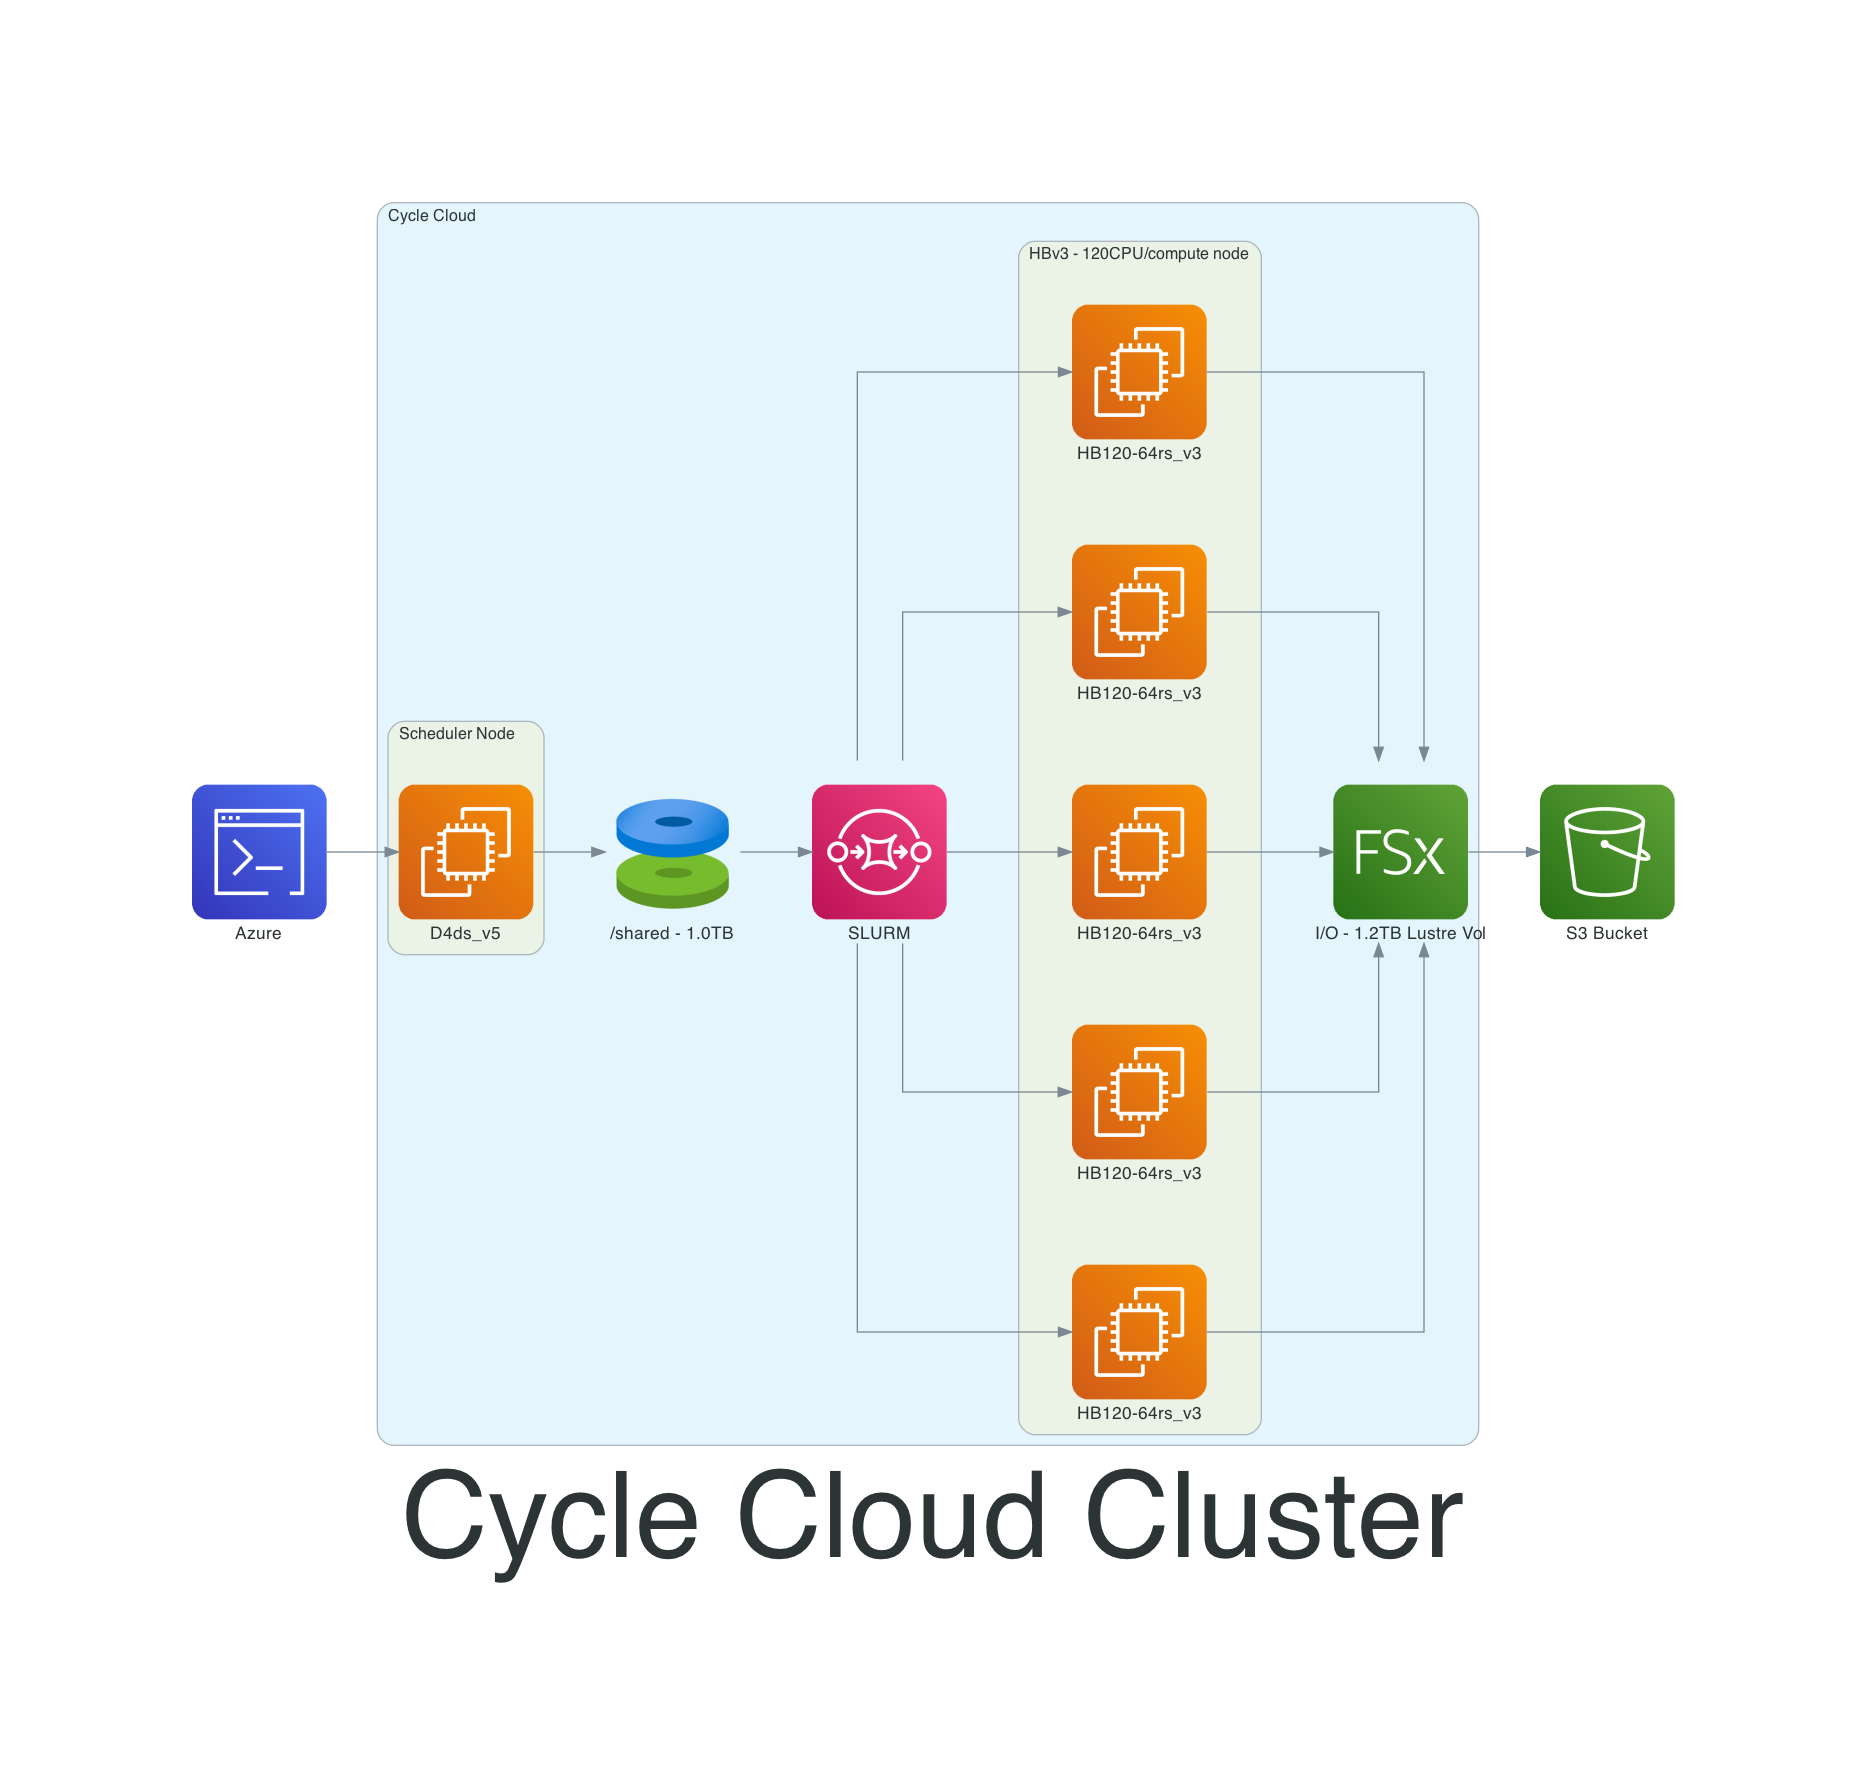 Cycle Cloud
HBv3 - 120CPU/compute node
HB120-64rs_v3
HB120-64rs_v3
Scheduler Node
FSx
Azure
D4ds_v5
/shared - 1.0TB
SLURM
HB120-64rs_v3
I/O - 1.2TB Lustre Vol
S3 Bucket
HB120-64rs_v3
HB120-64rs_v3
Cycle Cloud Cluster